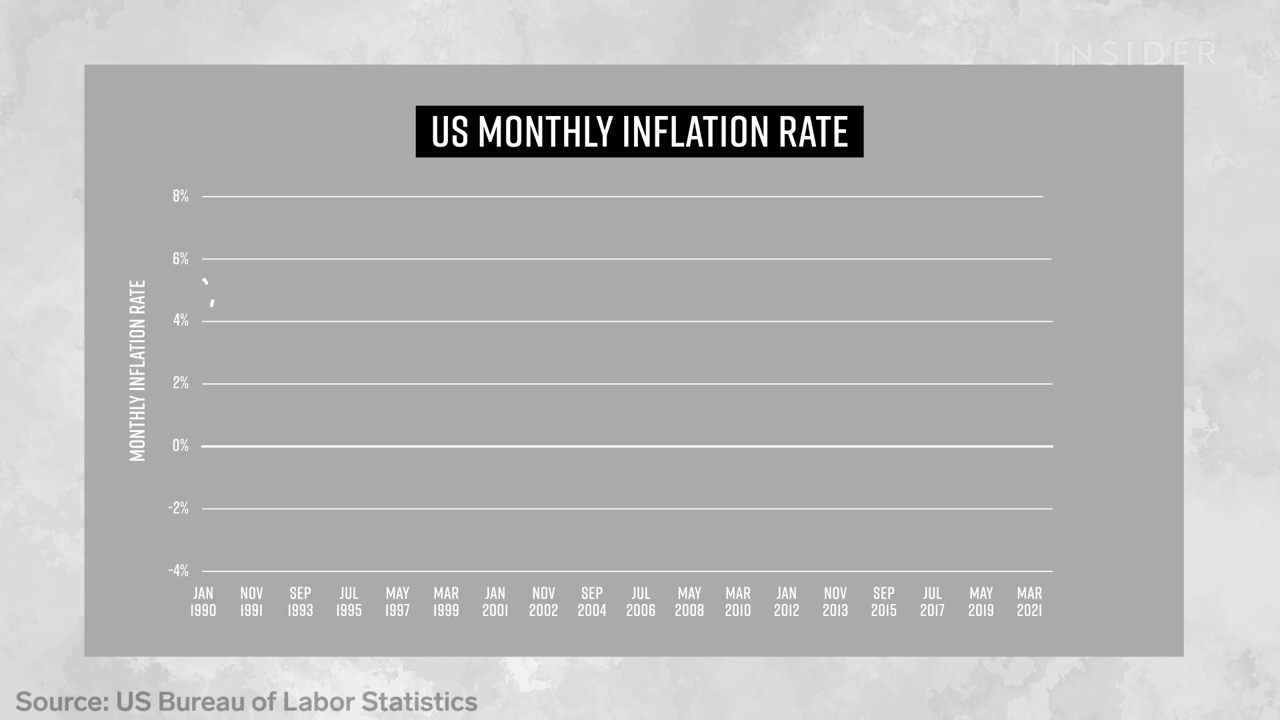 INSIDER
US MONTHLY INFLATION RATE
8%
6%
4%
2%
0%
-2%
-4%
MONTHLY INFLATION RATE
JAN 1990
NOV 1991
SEP 1993
JUL 1995
MAY 1997
MAR 1999
JAN 2001
NOV 2002
SEP 2004
JUL 2006
MAY 2008
MAR 2010
JAN 2012
NOV 2013
SEP 2015
JUL 2017
MAY 2019
MAR 2021
Source: US Bureau of Labor Statistics